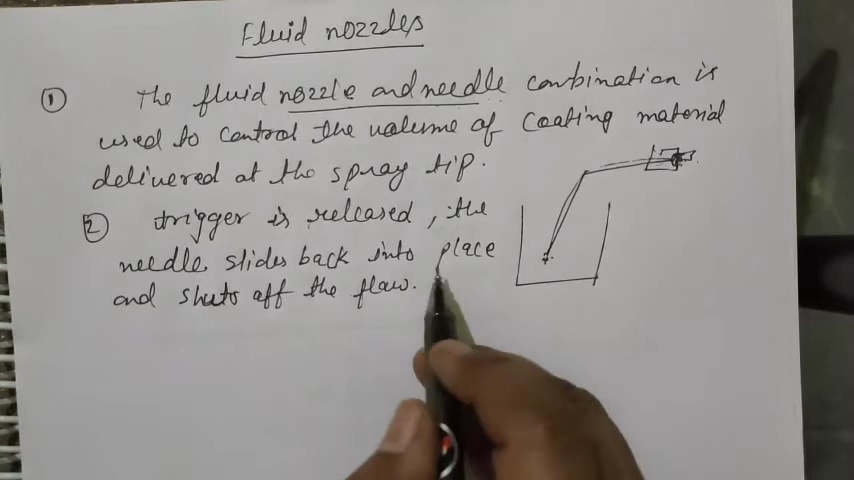 Fluid nozzles
① The fluid nozzle and needle combination is
used to control the volume of coating material
delivered at the spray tip.
② trigger is released, the
needle slides back into place
and shuts off the flow.